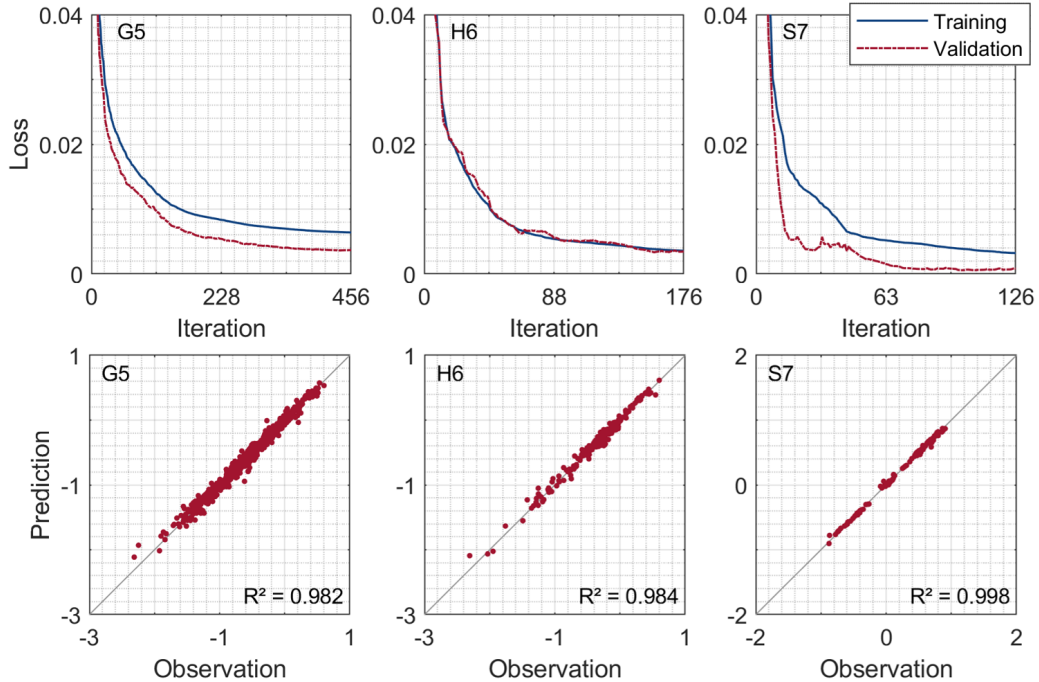 0.04
G5
0.02
0
0
228
456
Loss
Iteration
0.04
H6
0.02
0
0
88
176
Iteration
0.04
S7
Training
Validation
0.02
0
0
63
126
Iteration
1
G5
-1
-3
R² = 0.982
-3
-1
1
Prediction
Observation
1
H6
-1
-3
R² = 0.984
-3
-1
1
Observation
2
S7
0
-2
R² = 0.998
-2
0
2
Observation